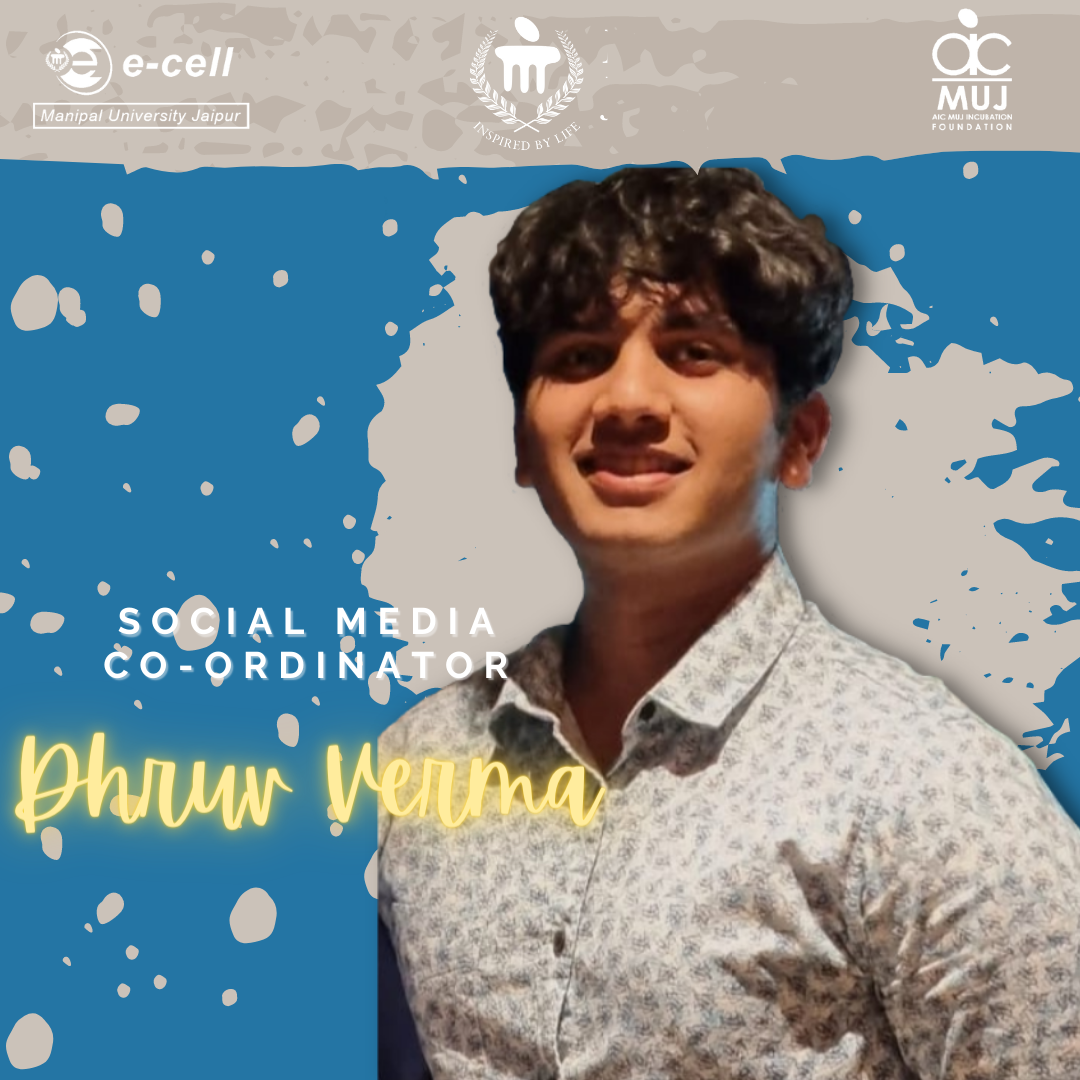 e-cell
Manipal University Jaipur
INSPIRED BY LIFE
aic
MUJ
AIC MUJ INCUBATION
FOUNDATION
SOCIAL MEDIA
CO-ORDINATOR
Dhruv Verma